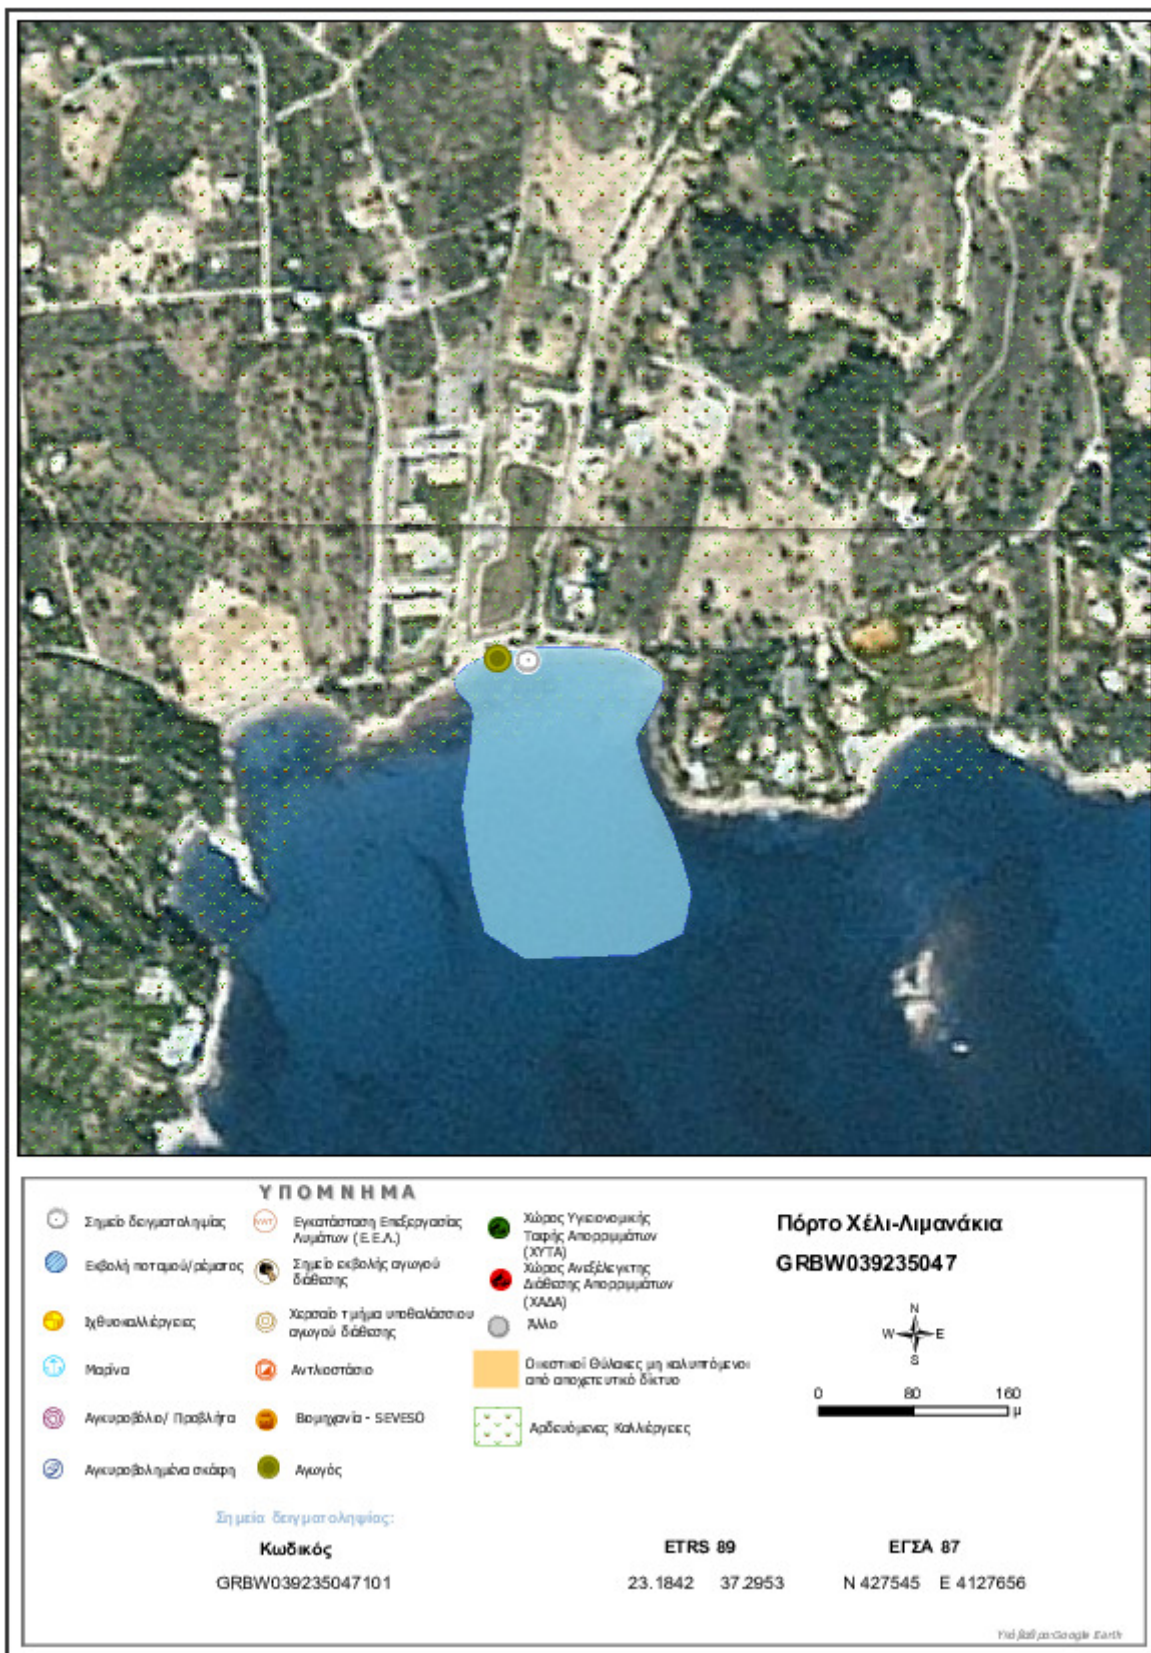 ΥΠΟΜΝΗΜΑ
Σημείο δειγματοληψίας
Εκβολή ποταμού/ρέματος
Ιχθυοκαλλιέργειες
Μαρίνα
Αγκυροβόλιο/ Προβλήτα
Αγκυροβολημένα σκάφη
Εγκατάσταση Επεξεργασίας
Λυμάτων (Ε.Ε.Λ.)
Σημείο εκβολής αγωγού
διάθεσης
Χερσαίο τμήμα υποθαλάσσιου
αγωγού διάθεσης
Αντλιοστάσιο
Βιομηχανία - SEVESO
Αγωγός
Χώρος Υγειονομικής
Ταφής Απορριμμάτων
(ΧΥΤΑ)
Χώρος Ανεξέλεγκτης
Διάθεσης Απορριμμάτων
(ΧΑΔΑ)
Άλλο
Οικιστικοί Θύλακες μη καλυπτόμενοι
από αποχετευτικό δίκτυο
Αρδευόμενες Καλλιέργειες
Πόρτο Χέλι-Λιμανάκια
GRBW039235047
N
W E
S
0 80 160
μ
Σημεία δειγματοληψίας:
Κωδικός ETRS 89 ΕΓΣΑ 87
GRBW039235047101 23.1842 37.2953 N 427545 E 4127656
Υπόβαθρο:Google Earth